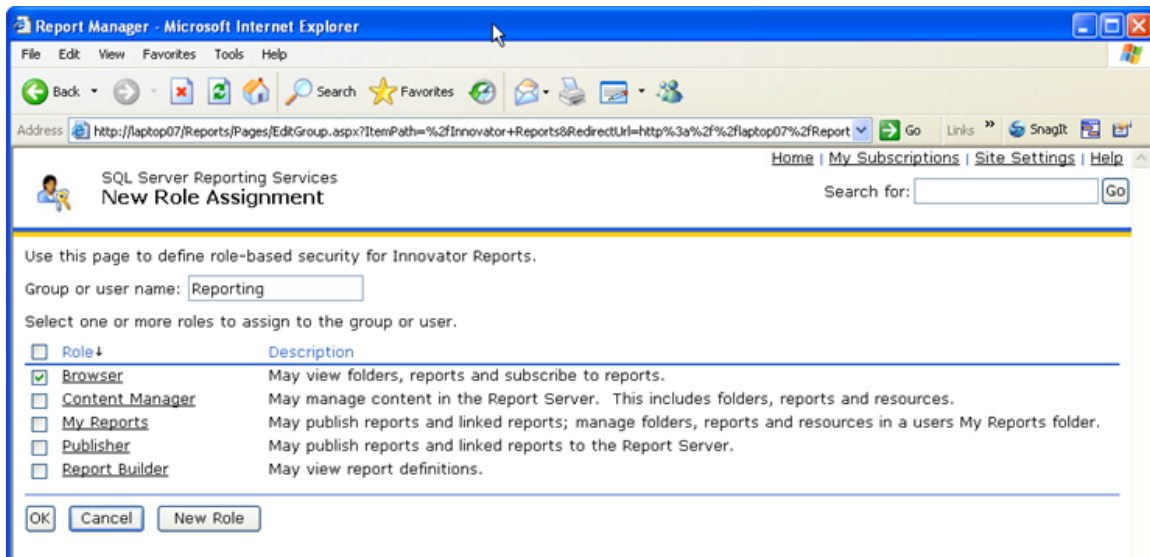 Report Manager - Microsoft Internet Explorer
File Edit View Favorites Tools Help
Back Search Favorites
Address http://laptop07/Reports/Pages/EditGroup.aspx?ItemPath=%2fInnovator+Reports&RedirectUrl=http%3a%2f%2flaptop07%2fReport Go Links » SnagIt
Home | My Subscriptions | Site Settings | Help
SQL Server Reporting Services
New Role Assignment
Search for: Go
Use this page to define role-based security for Innovator Reports.
Group or user name: Reporting
Select one or more roles to assign to the group or user.
Role↓ Description
Browser May view folders, reports and subscribe to reports.
Content Manager May manage content in the Report Server. This includes folders, reports and resources.
My Reports May publish reports and linked reports; manage folders, reports and resources in a users My Reports folder.
Publisher May publish reports and linked reports to the Report Server.
Report Builder May view report definitions.
OK Cancel New Role